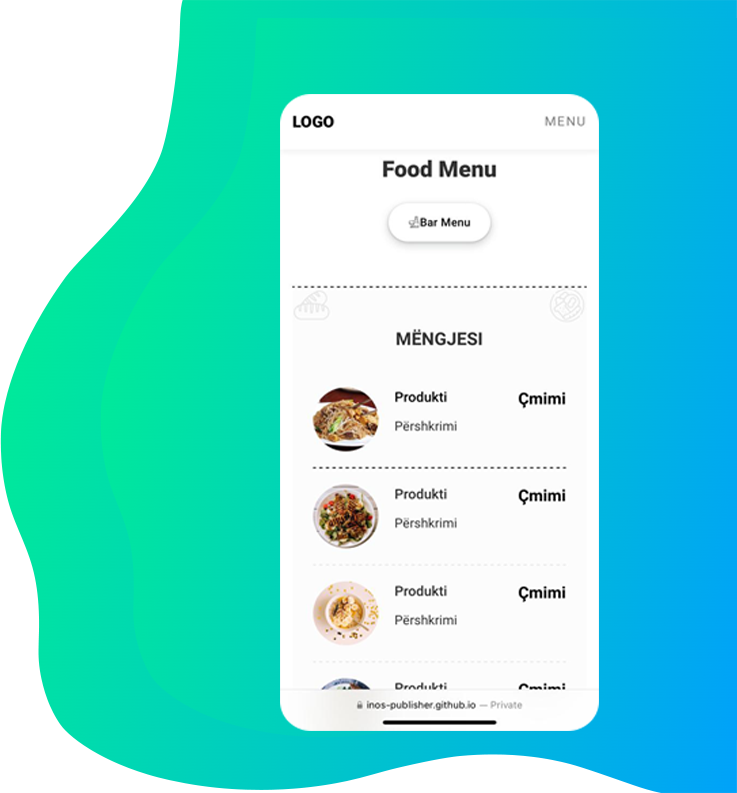 LOGO
MENU
Food Menu
Bar Menu
MËNGJESI
Produkti
Çmimi
Përshkrimi
Produkti
Çmimi
Përshkrimi
Produkti
Çmimi
Përshkrimi
Produkti
Çmimi
inos-publisher.github.io — Private